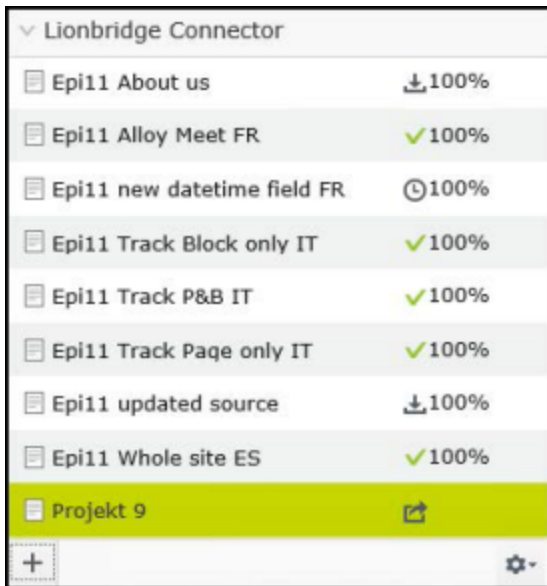 Lionbridge Connector
Epi11 About us 100%
Epi11 Alloy Meet FR 100%
Epi11 new datetime field FR 100%
Epi11 Track Block only IT 100%
Epi11 Track P&B IT 100%
Epi11 Track Page only IT 100%
Epi11 updated source 100%
Epi11 Whole site ES 100%
Projekt 9